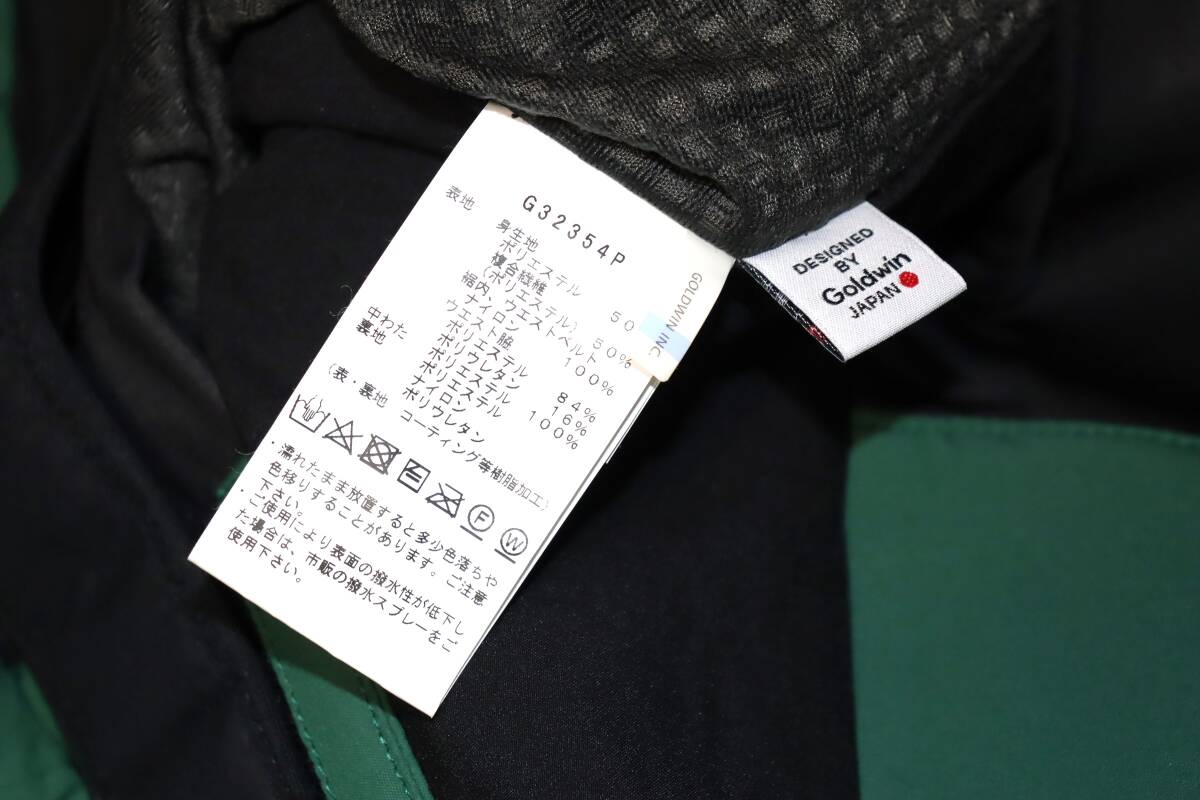 G32354P
表地
身生地
ポリエステル 50
複合繊維
(ポリエステル) 50%
裾内、ウエストベルト
ナイロン 100%
ウエスト脇
ポリエステル 84%
ポリウレタン 16%
中わた ポリエステル 100%
裏地 ナイロン
ポリウレタン
(表・裏地 コーティング等樹脂加工)
F W
・濡れたまま放置すると多少色落ちや
色移りすることがあります。ご注意
下さい。
・ご使用により表面の撥水性が低下し
た場合は、市販の撥水スプレーをご
使用下さい。
GOLDWIN INC
DESIGNED
BY
Goldwin
JAPAN